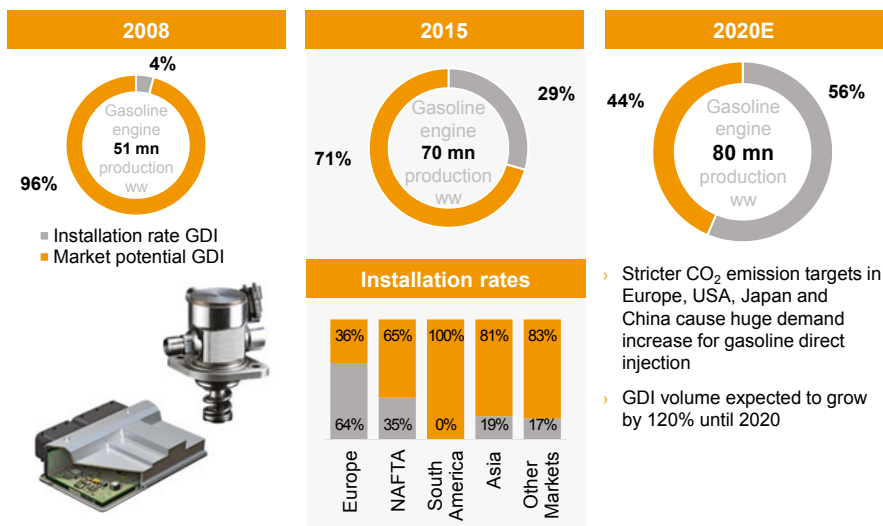 2008
4%
Gasoline
engine
51 mn
production
ww
96%
Installation rate GDI
Market potential GDI
2015
29%
Gasoline
engine
70 mn
production
ww
71%
Installation rates
36% 65% 100% 81% 83%
64% 35% 0% 19% 17%
Europe
NAFTA
South
America
Asia
Other
Markets
2020E
44%
56%
Gasoline
engine
80 mn
production
ww
› Stricter CO₂ emission targets in
Europe, USA, Japan and
China cause huge demand
increase for gasoline direct
injection
› GDI volume expected to grow
by 120% until 2020